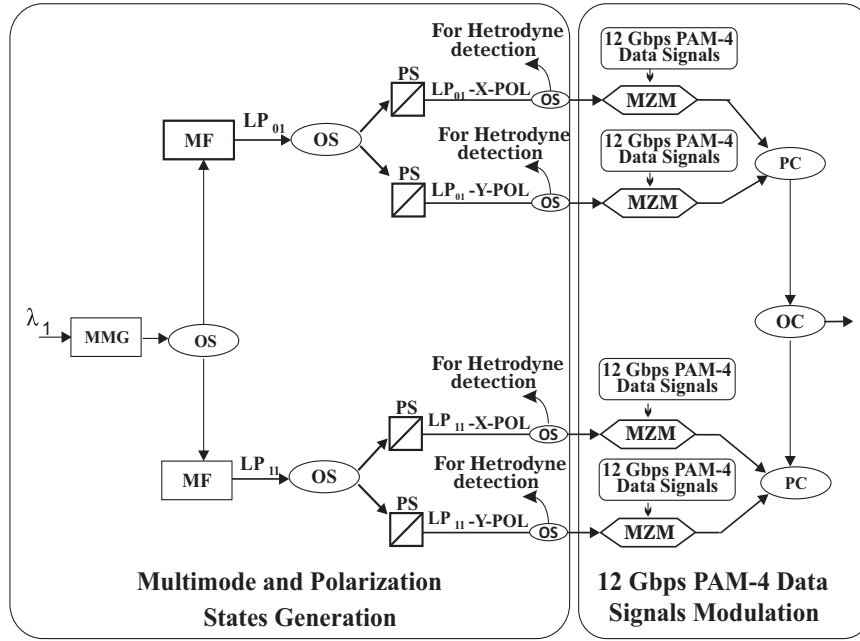 For Hetrodyne
detection
12 Gbps PAM-4
Data Signals
PS
LP01-X-POL
OS
MZM
MF
LP01
OS
For Hetrodyne
detection
12 Gbps PAM-4
Data Signals
PC
PS
LP01-Y-POL
OS
MZM
λ1
MMG
OS
OC
For Hetrodyne
detection
12 Gbps PAM-4
Data Signals
PS
LP11-X-POL
OS
MZM
MF
LP11
OS
For Hetrodyne
detection
12 Gbps PAM-4
Data Signals
PC
PS
LP11-Y-POL
OS
MZM
Multimode and Polarization
States Generation
12 Gbps PAM-4 Data
Signals Modulation